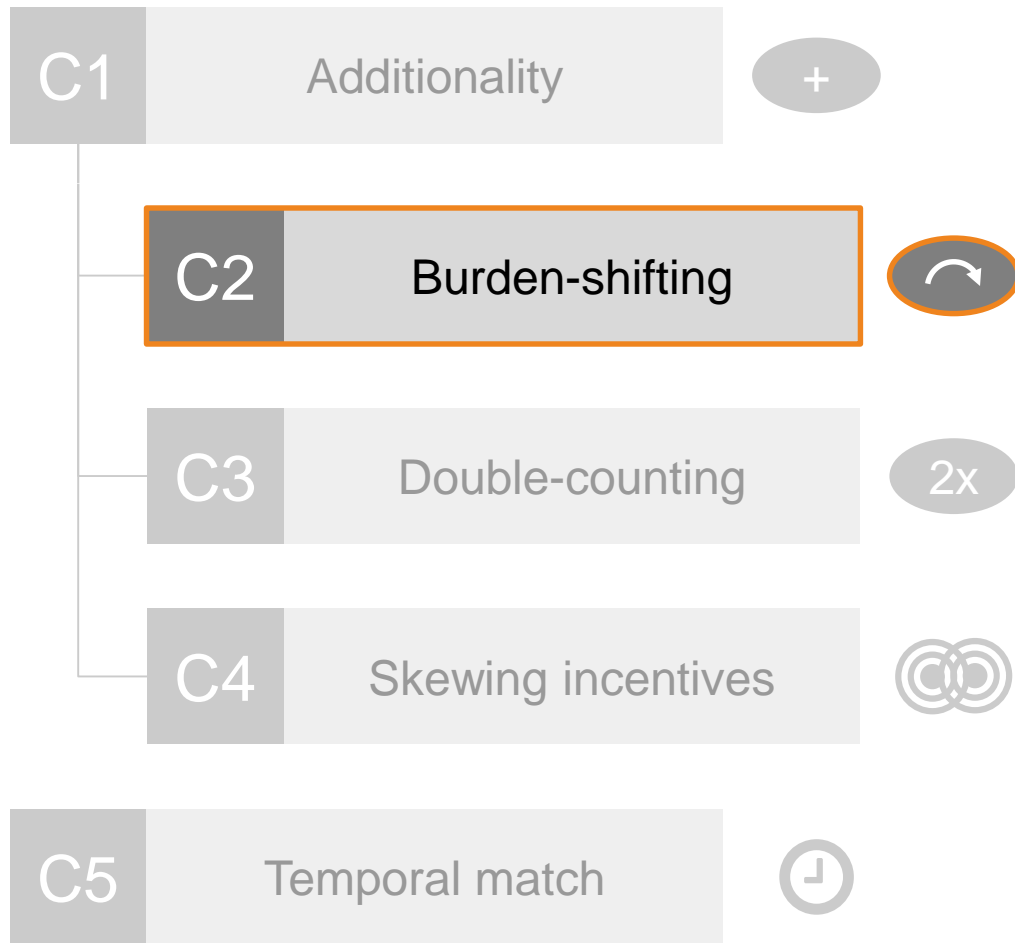 C1 Additionality +
C2 Burden-shifting
C3 Double-counting 2x
C4 Skewing incentives
C5 Temporal match